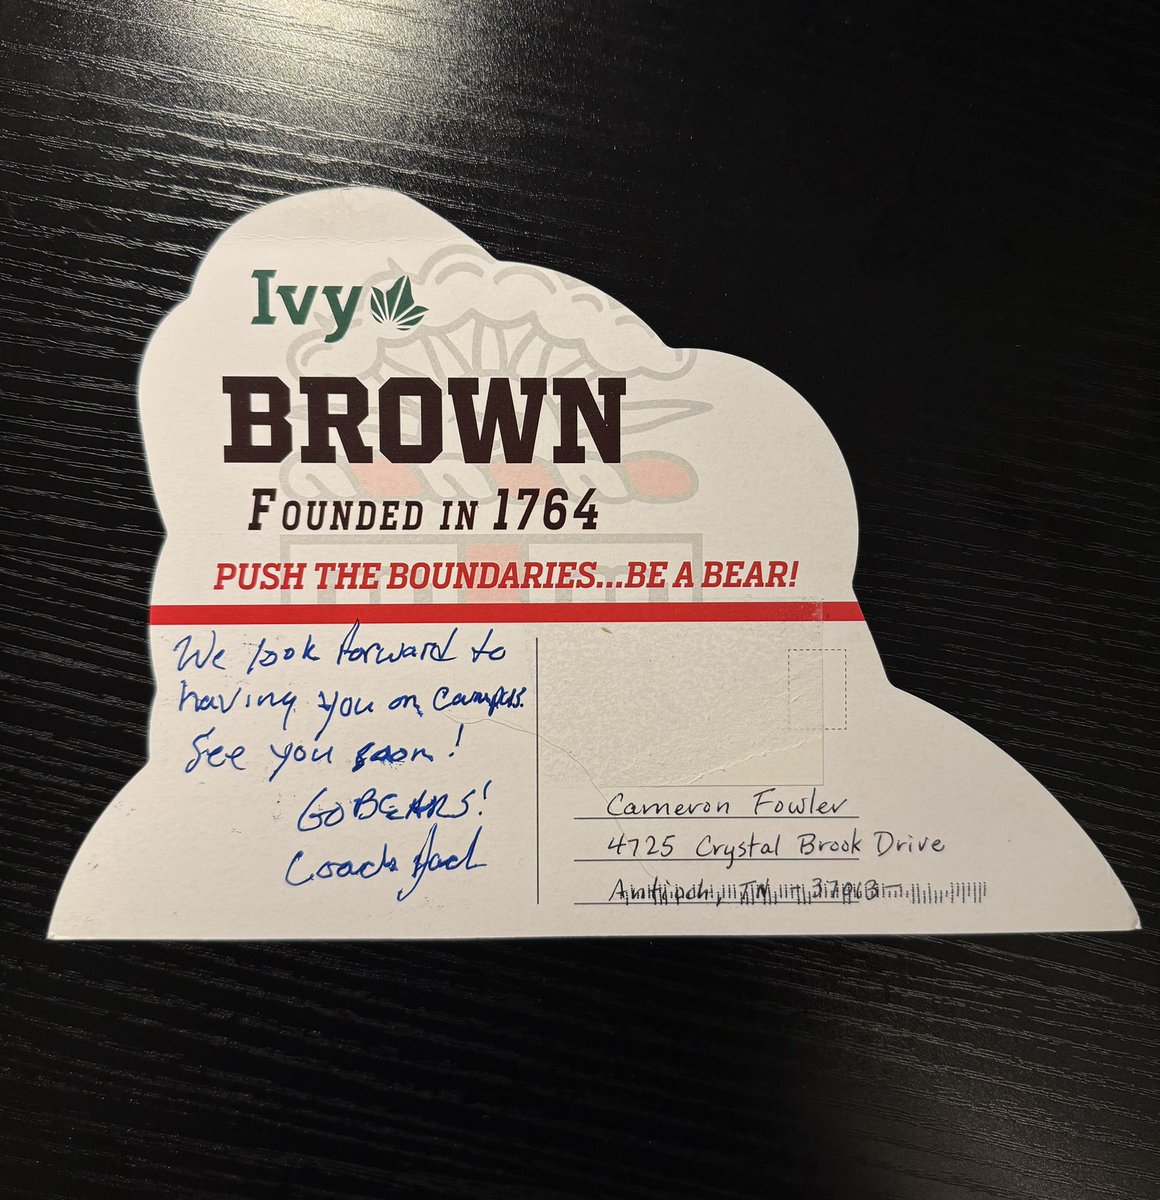 Ivy
BROWN
FOUNDED IN 1764
PUSH THE BOUNDARIES...BE A BEAR!
We look forward to
having you on campus.
See you soon!
GO BEARS!
Coach
Cameron Fowler
4725 Crystal Brook Drive
Antioch, TN - 37013